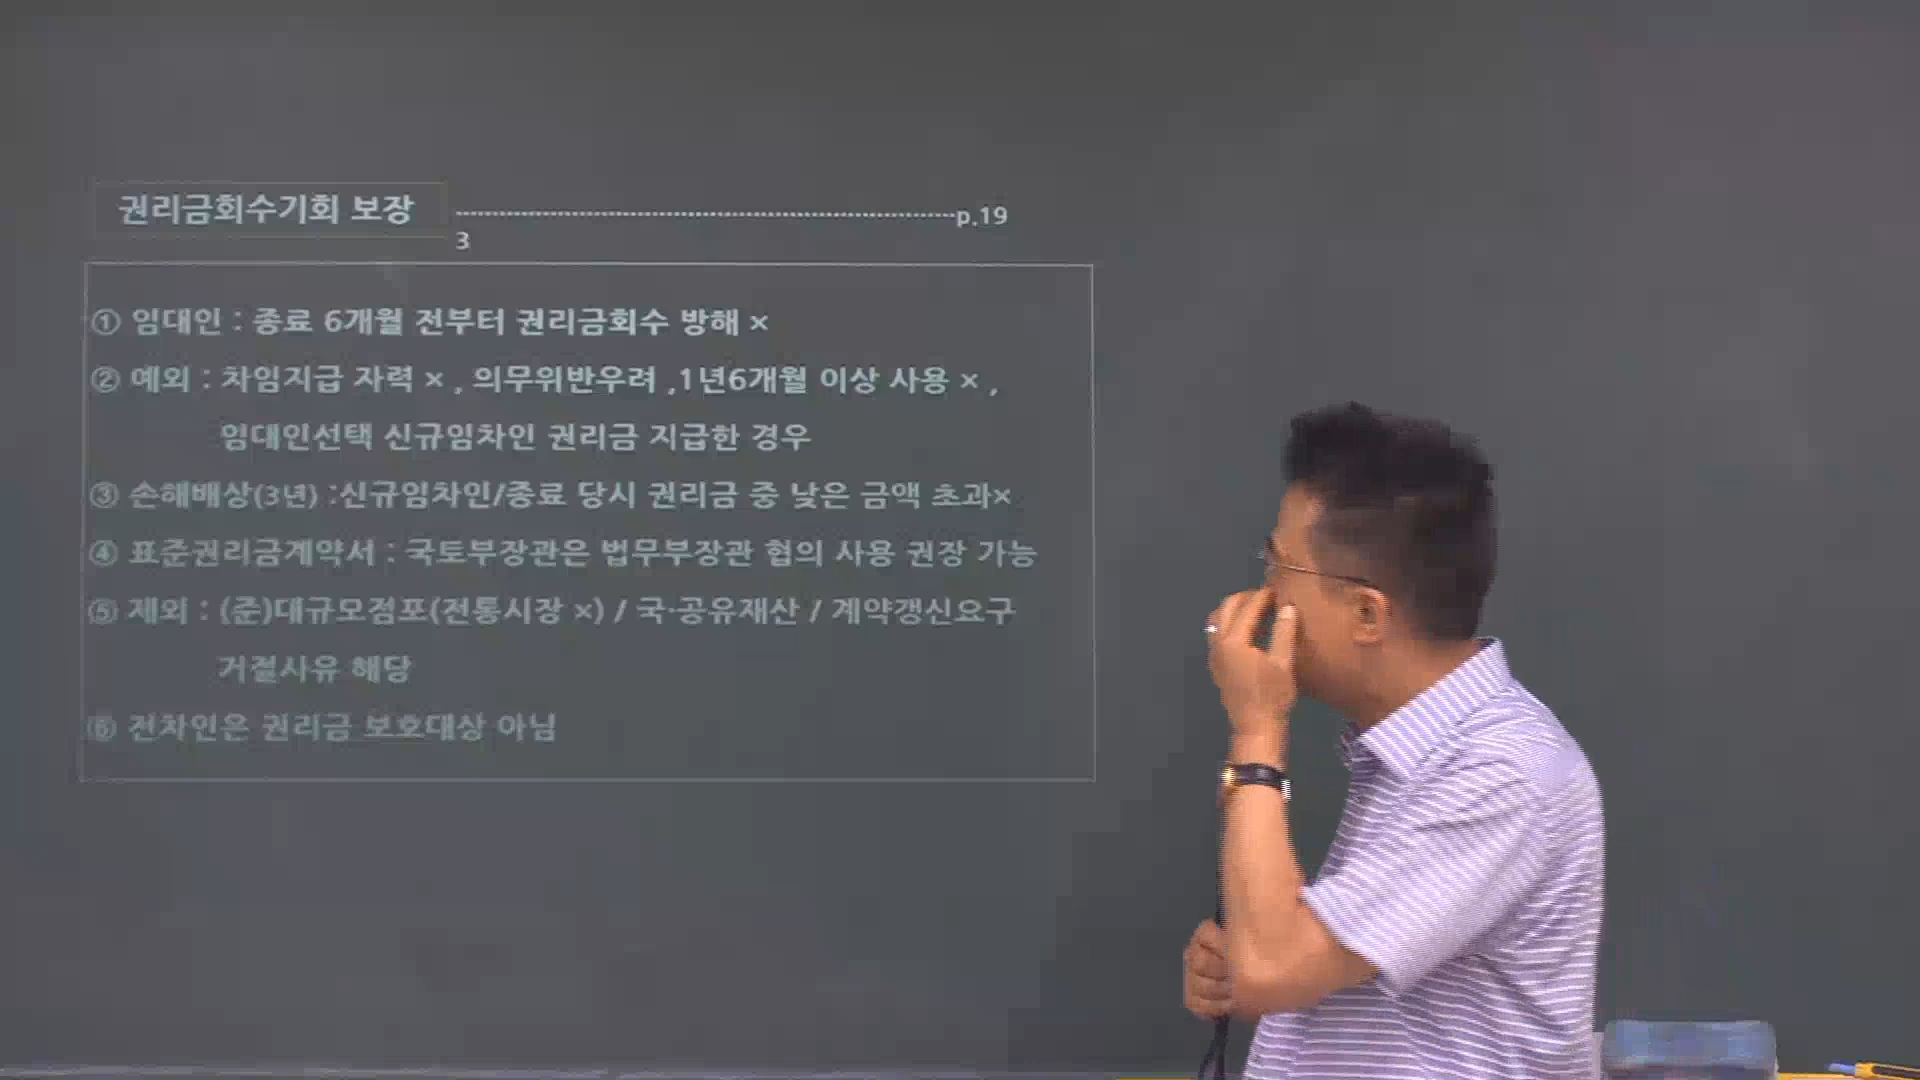 권리금회수기회 보장 ------------------------------------------------p.19
3
① 임대인 : 종료 6개월 전부터 권리금회수 방해 ×
② 예외 : 차임지급 자력 × , 의무위반우려 ,1년6개월 이상 사용 × ,
임대인선택 신규임차인 권리금 지급한 경우
③ 손해배상(3년) :신규임차인/종료 당시 권리금 중 낮은 금액 초과×
④ 표준권리금계약서 : 국토부장관은 법무부장관 협의 사용 권장 가능
⑤ 제외 : (준)대규모점포(전통시장 ×) / 국·공유재산 / 계약갱신요구
거절사유 해당
⑥ 전차인은 권리금 보호대상 아님